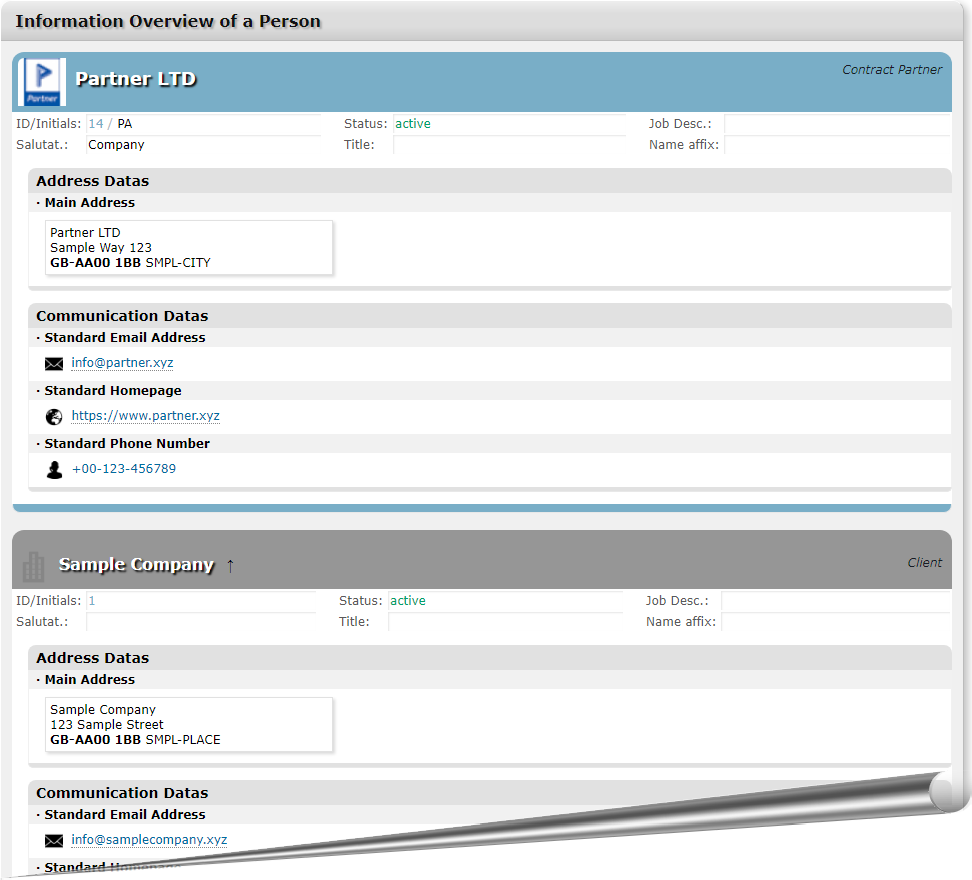 Information Overview of a Person
Partner
Partner LTD
Contract Partner
ID/Initials: 14 / PA Status: active Job Desc.:
Salutat.: Company Title: Name affix:
Address Datas
· Main Address
Partner LTD
Sample Way 123
GB-AA00 1BB SMPL-CITY
Communication Datas
· Standard Email Address
info@partner.xyz
· Standard Homepage
https://www.partner.xyz
· Standard Phone Number
+00-123-456789
Sample Company ↑
Client
ID/Initials: 1 Status: active Job Desc.:
Salutat.: Title: Name affix:
Address Datas
· Main Address
Sample Company
123 Sample Street
GB-AA00 1BB SMPL-PLACE
Communication Datas
· Standard Email Address
info@samplecompany.xyz
· Standard